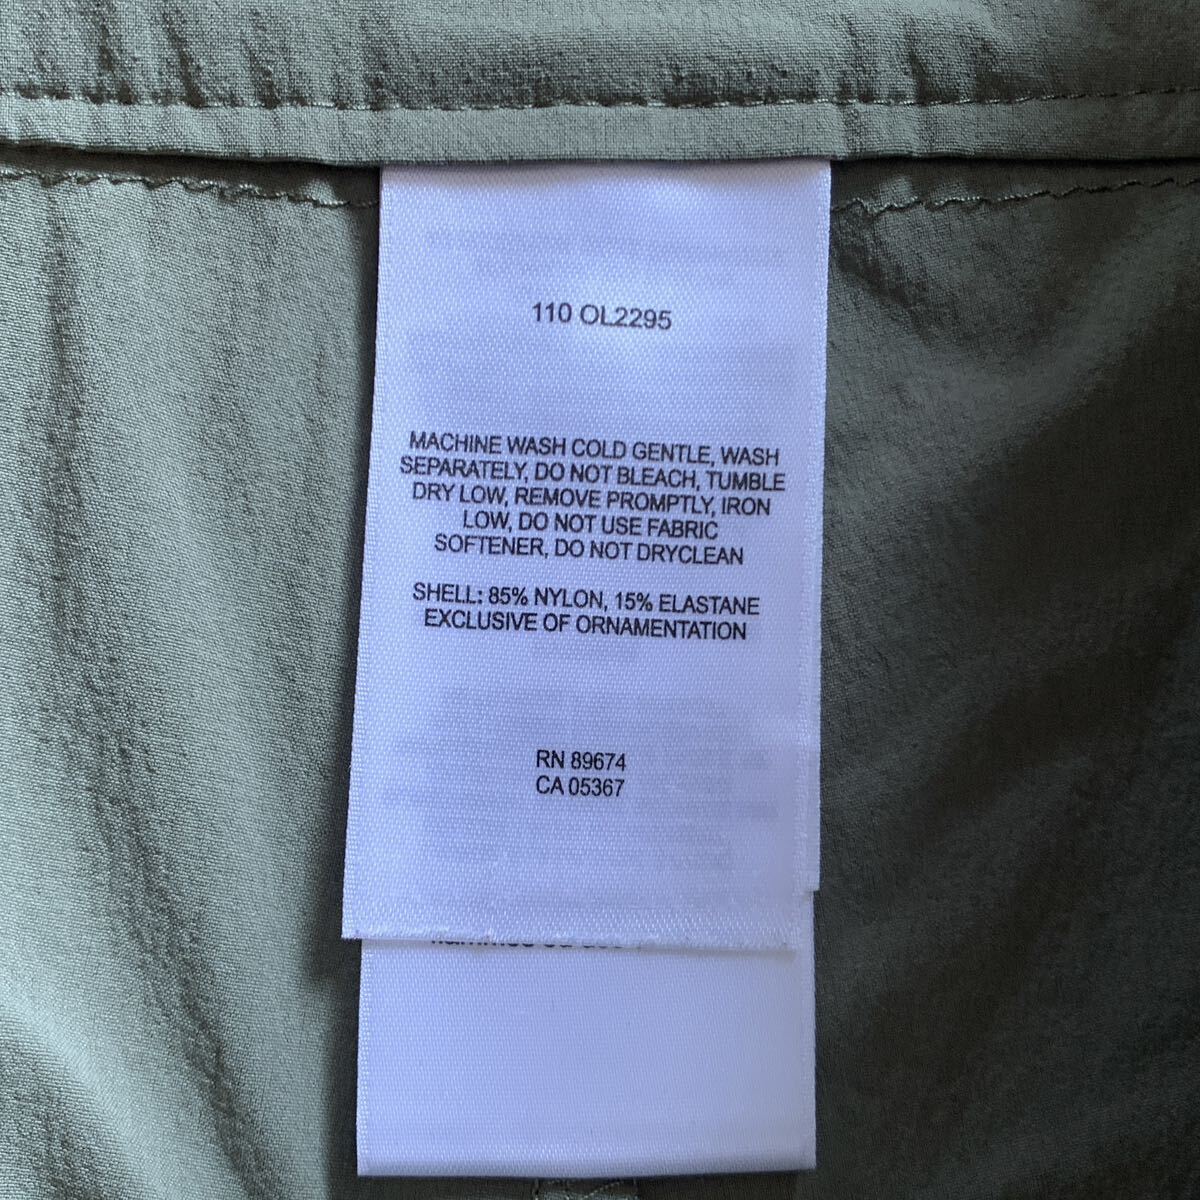 110 OL2295
MACHINE WASH COLD GENTLE, WASH
SEPARATELY, DO NOT BLEACH, TUMBLE
DRY LOW, REMOVE PROMPTLY, IRON
LOW, DO NOT USE FABRIC
SOFTENER, DO NOT DRYCLEAN
SHELL: 85% NYLON, 15% ELASTANE
EXCLUSIVE OF ORNAMENTATION
RN 89674
CA 05367